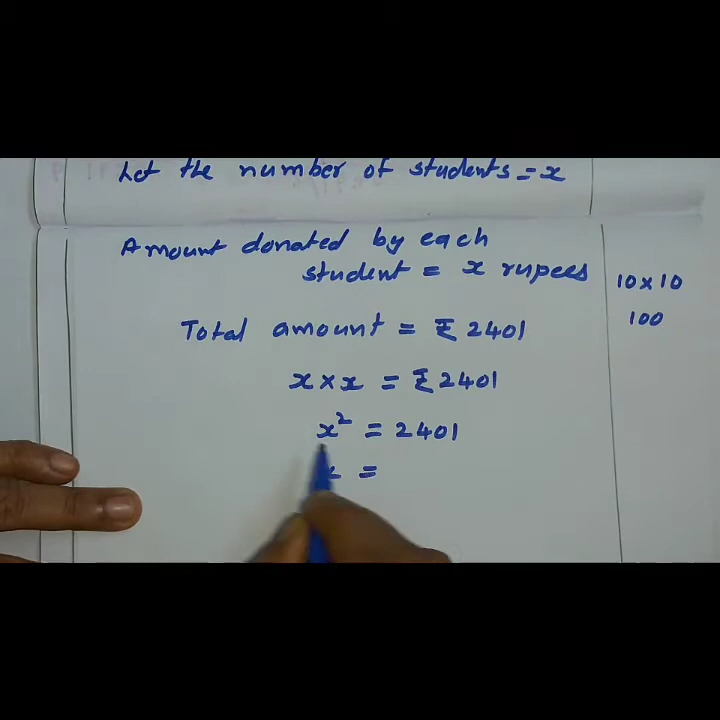 Let the number of students = x
Amount donated by each
student = x rupees
10 x 10
100
Total amount = ₹ 2401
x × x = ₹ 2401
x² = 2401
x =